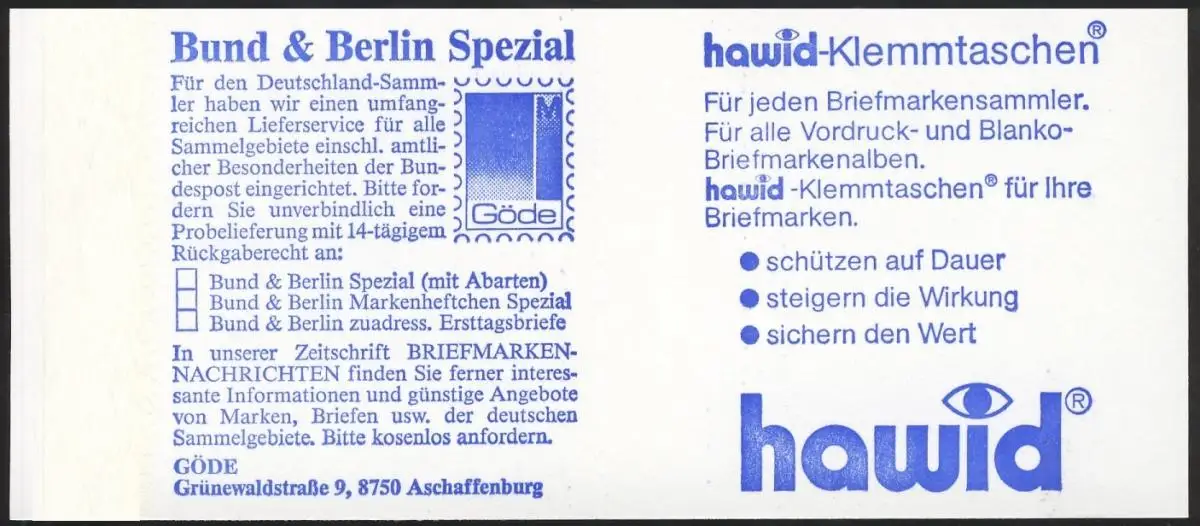 Bund & Berlin Spezial
Für den Deutschland-Samm-
ler haben wir einen umfang-
reichen Lieferservice für alle
Sammelgebiete einschl. amtli-
cher Besonderheiten der Bun-
despost eingerichtet. Bitte for-
dern Sie unverbindlich eine
Probelieferung mit 14-tägigem
Rückgaberecht an:
M
Göde
Bund & Berlin Spezial (mit Abarten)
Bund & Berlin Markenheftchen Spezial
Bund & Berlin zuadress. Ersttagsbriefe
In unserer Zeitschrift BRIEFMARKEN-
NACHRICHTEN finden Sie ferner interes-
sante Informationen und günstige Angebote
von Marken, Briefen usw. der deutschen
Sammelgebiete. Bitte kosenlos anfordern.
GÖDE
Grünewaldstraße 9, 8750 Aschaffenburg
hawid-Klemmtaschen®
Für jeden Briefmarkensammler.
Für alle Vordruck- und Blanko-
Briefmarkenalben.
hawid -Klemmtaschen® für Ihre
Briefmarken.
● schützen auf Dauer
● steigern die Wirkung
● sichern den Wert
hawid®